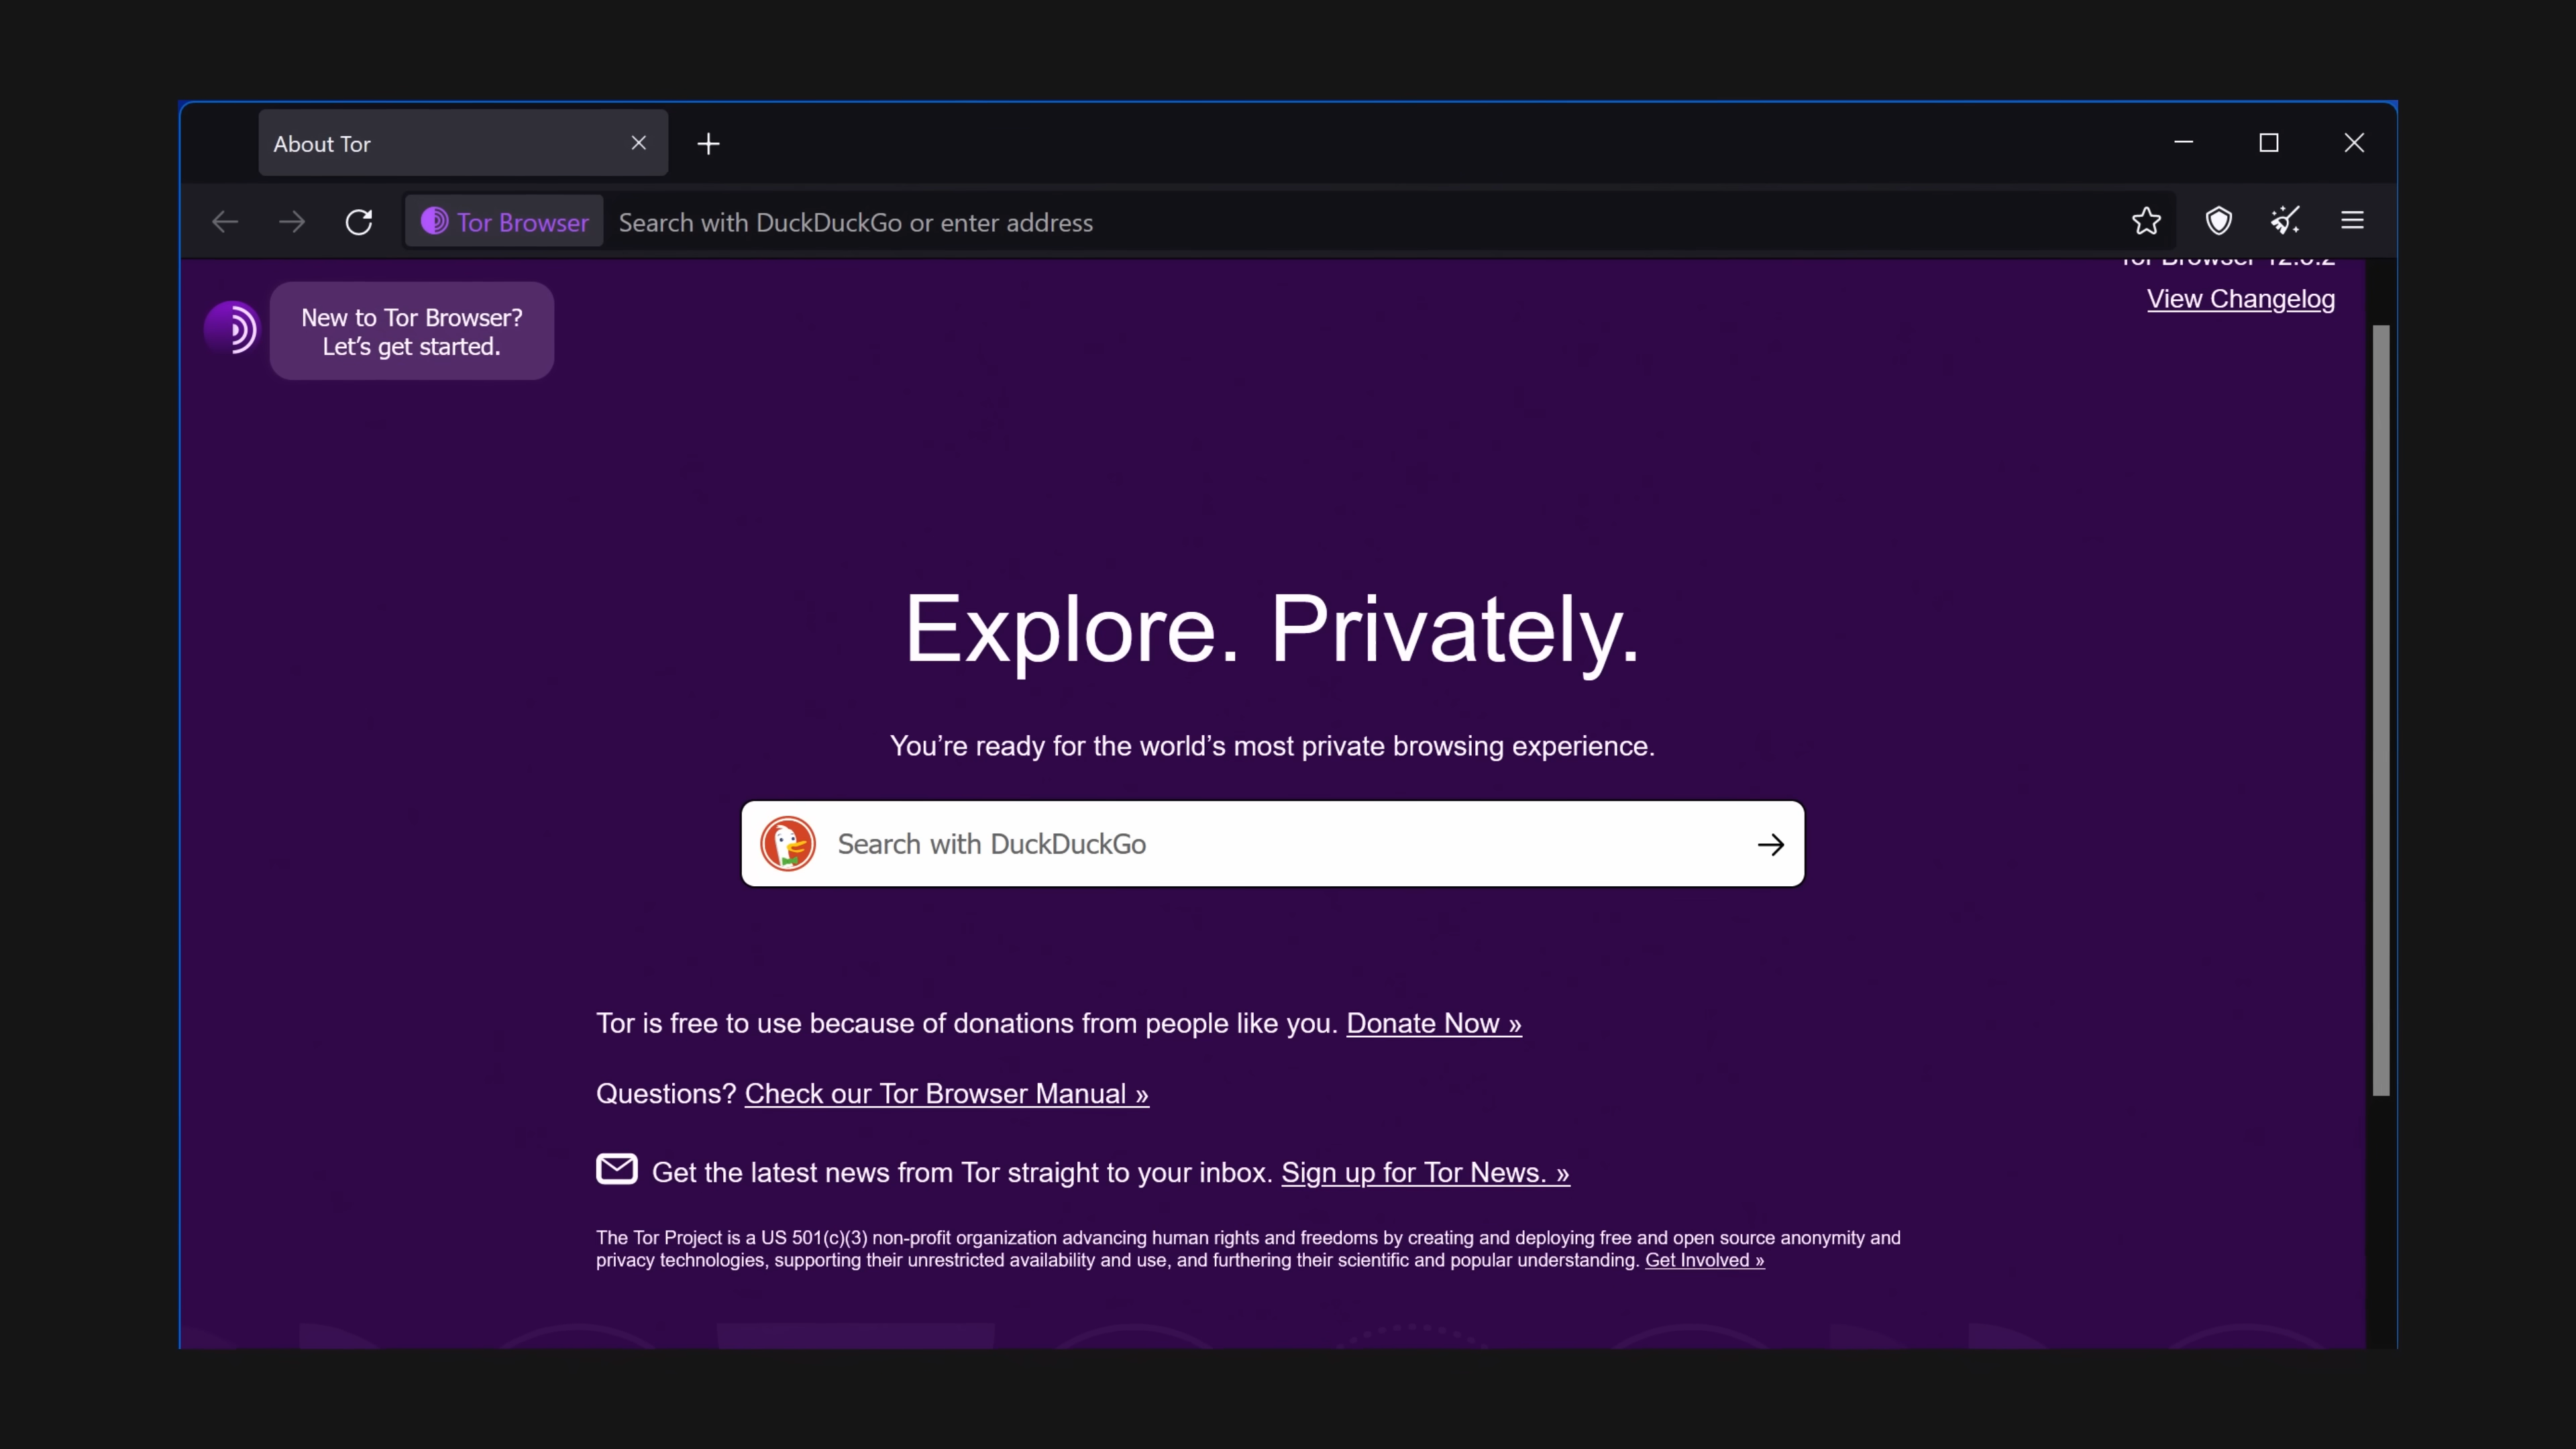 About Tor
Tor Browser Search with DuckDuckGo or enter address
Tor Browser 12.0.2
View Changelog
New to Tor Browser?
Let’s get started.
Explore. Privately.
You’re ready for the world’s most private browsing experience.
Search with DuckDuckGo
Tor is free to use because of donations from people like you. Donate Now »
Questions? Check our Tor Browser Manual »
Get the latest news from Tor straight to your inbox. Sign up for Tor News. »
The Tor Project is a US 501(c)(3) non-profit organization advancing human rights and freedoms by creating and deploying free and open source anonymity and
privacy technologies, supporting their unrestricted availability and use, and furthering their scientific and popular understanding. Get Involved »